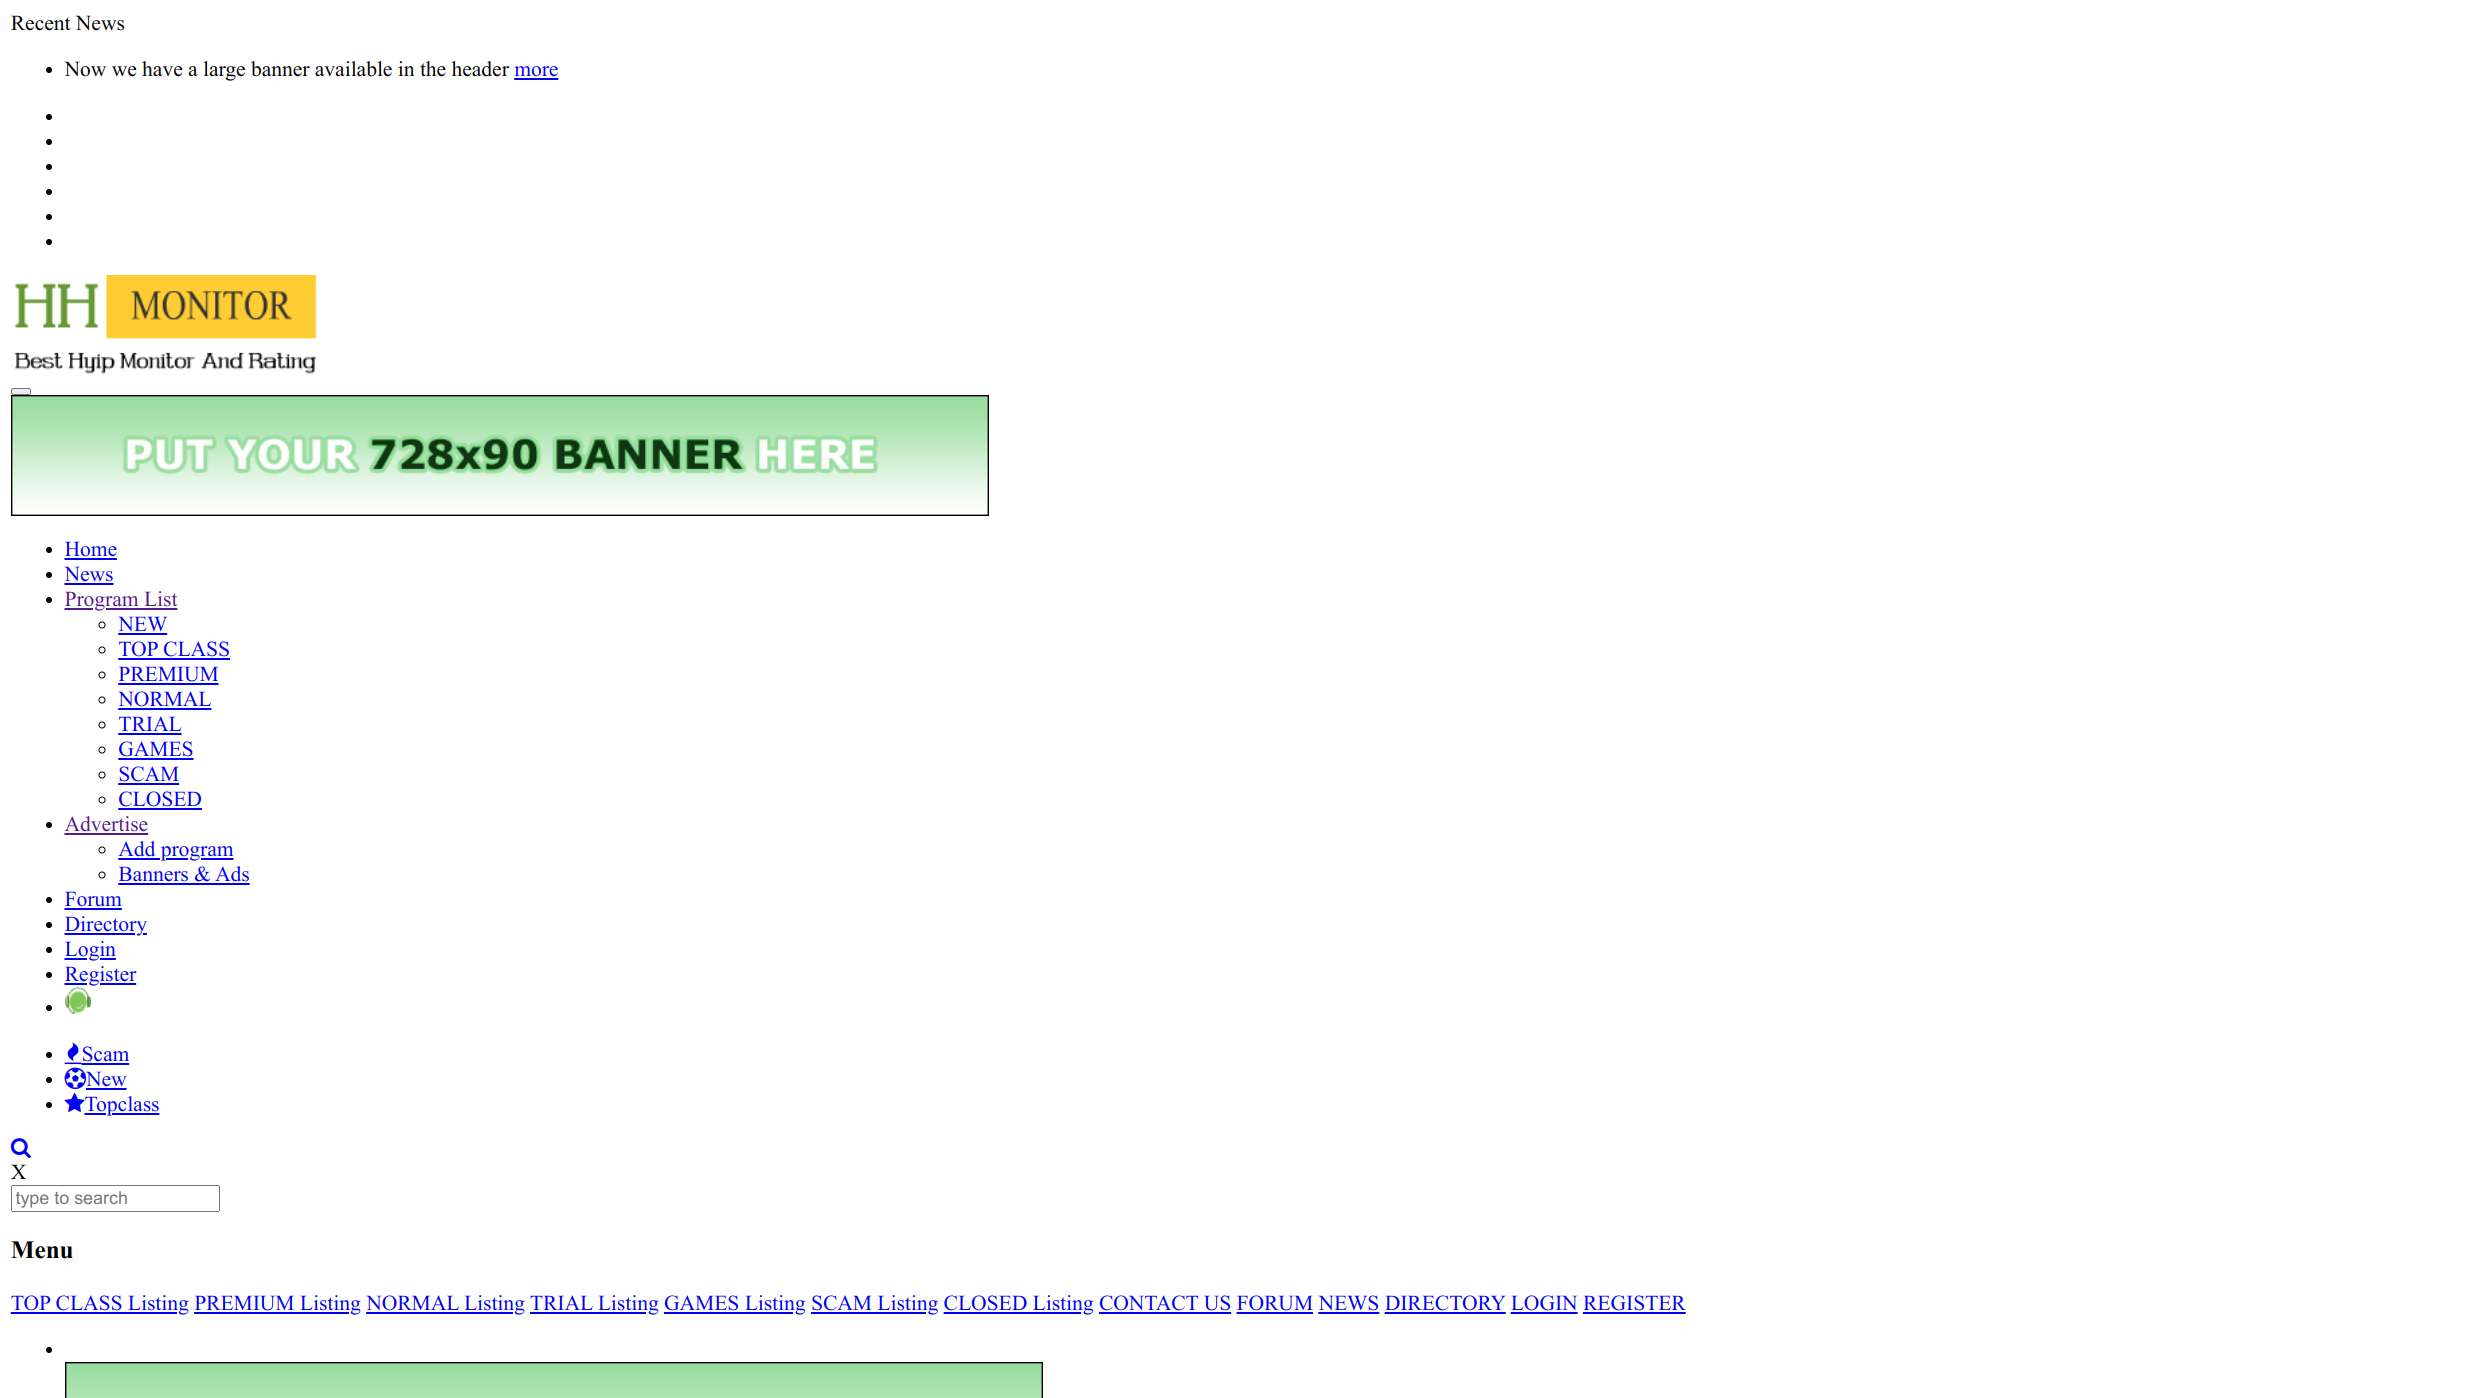 Recent News
Now we have a large banner available in the header more
HH MONITOR
Best Hyip Monitor And Rating
PUT YOUR 728x90 BANNER HERE
Home
News
Program List
NEW
TOP CLASS
PREMIUM
NORMAL
TRIAL
GAMES
SCAM
CLOSED
Advertise
Add program
Banners & Ads
Forum
Directory
Login
Register
Scam
New
Topclass
X
type to search
Menu
TOP CLASS Listing PREMIUM Listing NORMAL Listing TRIAL Listing GAMES Listing SCAM Listing CLOSED Listing CONTACT US FORUM NEWS DIRECTORY LOGIN REGISTER